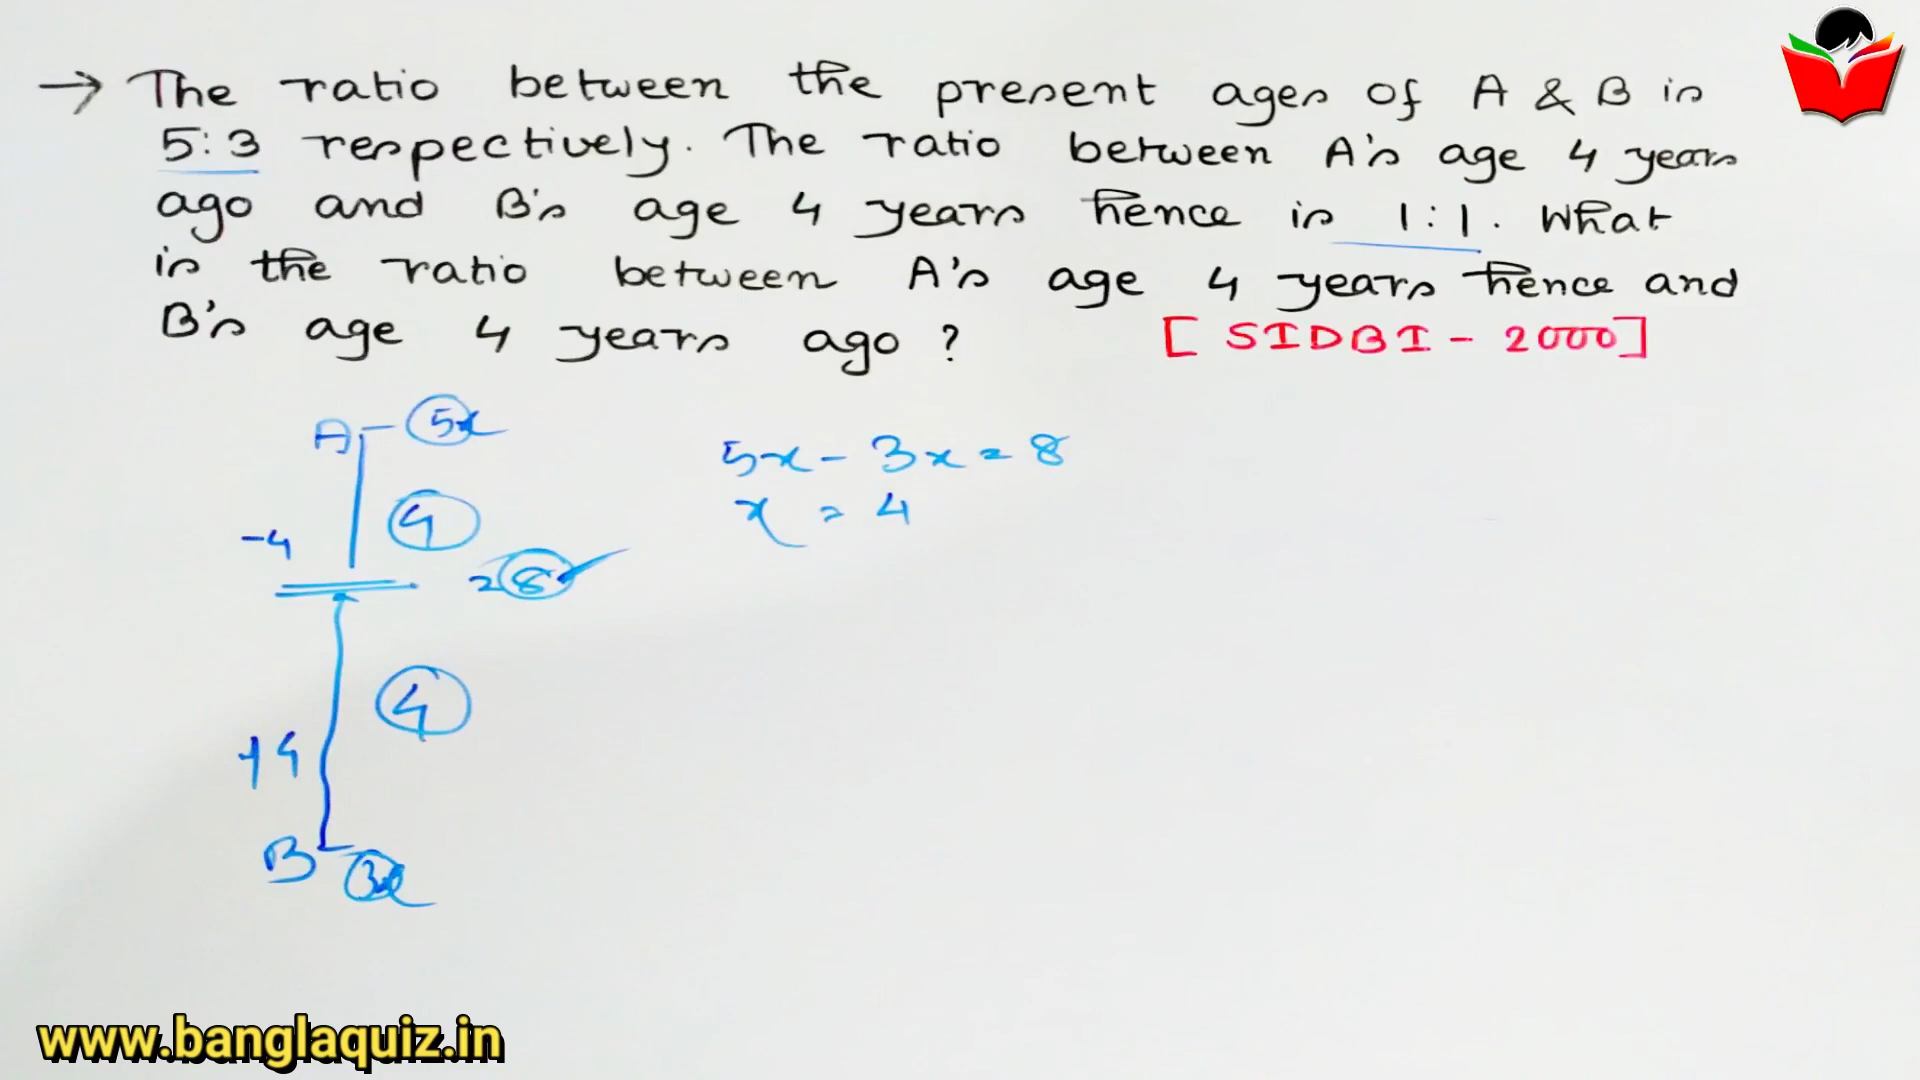 → The ratio between the present ages of A & B is
5:3 respectively. The ratio between A's age 4 years
ago and B's age 4 years hence is 1:1. What
is the ratio between A's age 4 years hence and
B's age 4 years ago?
[SIDBI - 2000]
A 5x
5x - 3x = 8
4
x = 4
-4
= 8
4
+4
B 3x
www.banglaquiz.in